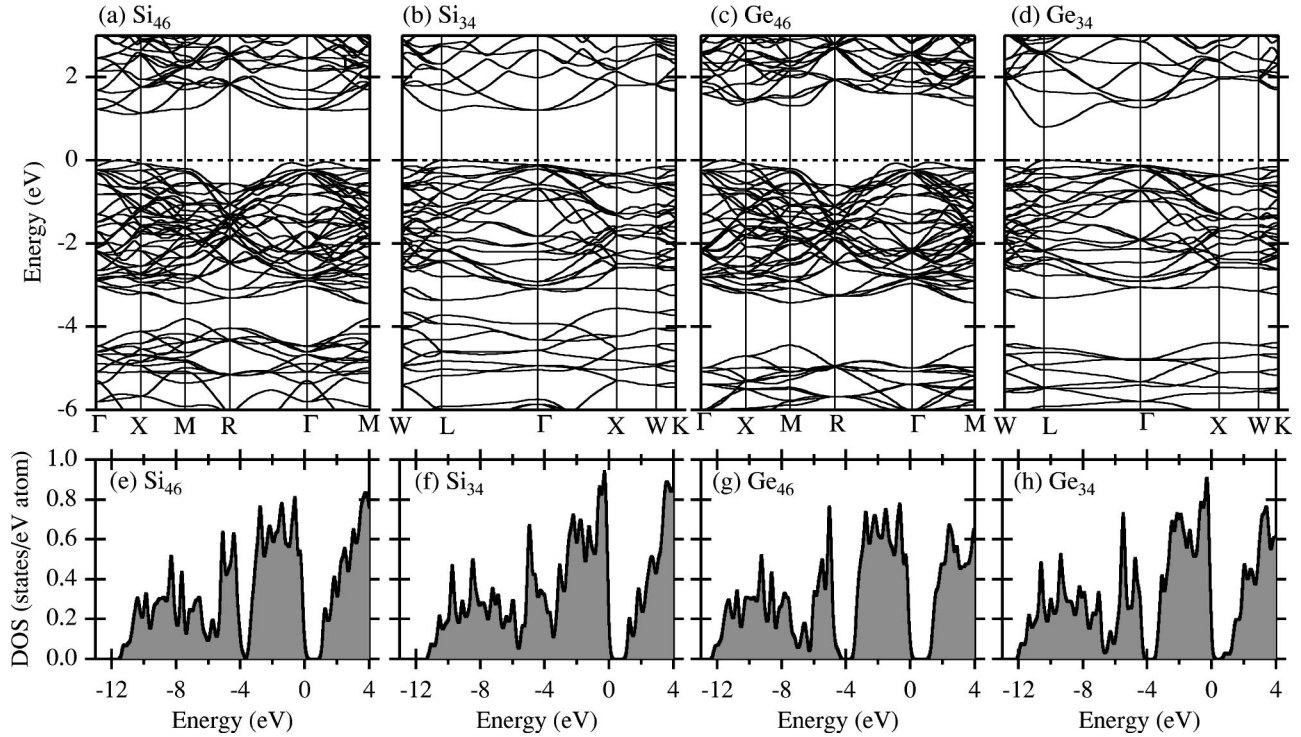 (a) Si46 (b) Si34 (c) Ge46 (d) Ge34
2
0
-2
-4
-6
Energy (eV)
Γ X M R Γ M W L Γ X W K Γ X M R Γ M W L Γ X W K
(e) Si46 (f) Si34 (g) Ge46 (h) Ge34
1.0
0.8
0.6
0.4
0.2
0.0
DOS (states/eV atom)
-12 -8 -4 0 4 -12 -8 -4 0 4 -12 -8 -4 0 4 -12 -8 -4 0 4
Energy (eV) Energy (eV) Energy (eV) Energy (eV)